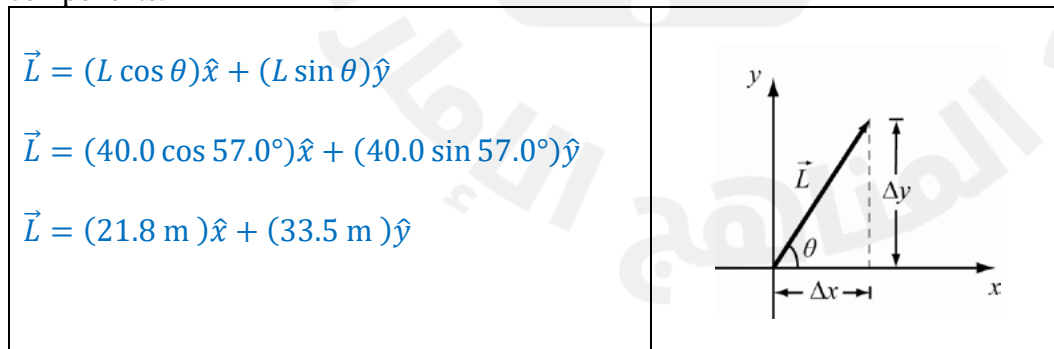 components.
L⃗ = (L cos θ)x̂ + (L sin θ)ŷ
L⃗ = (40.0 cos 57.0°)x̂ + (40.0 sin 57.0°)ŷ
L⃗ = (21.8 m )x̂ + (33.5 m )ŷ
y
L⃗
Δy
θ
Δx
x
المناهج